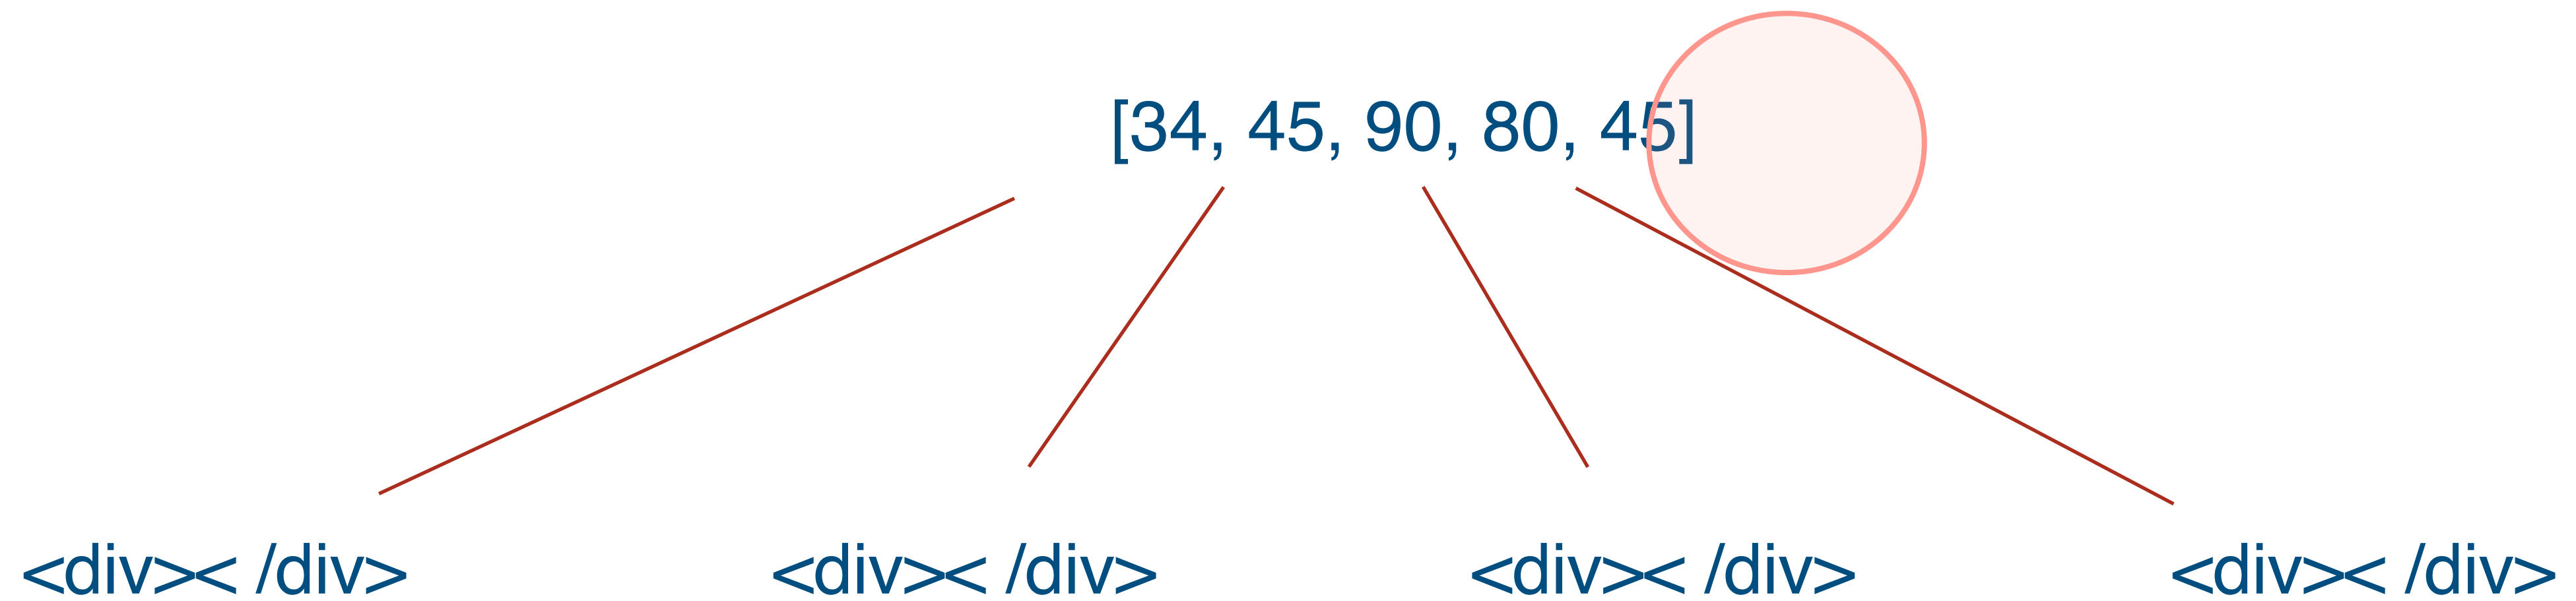 [34, 45, 90, 80, 45]
<div>< /div> <div>< /div> <div>< /div> <div>< /div>